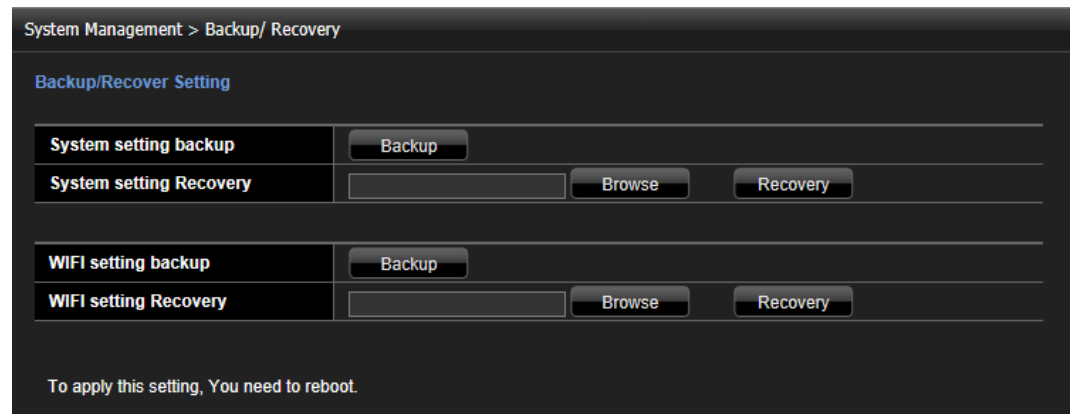 System Management > Backup/ Recovery
Backup/Recover Setting
System setting backup Backup
System setting Recovery Browse Recovery
WIFI setting backup Backup
WIFI setting Recovery Browse Recovery
To apply this setting, You need to reboot.